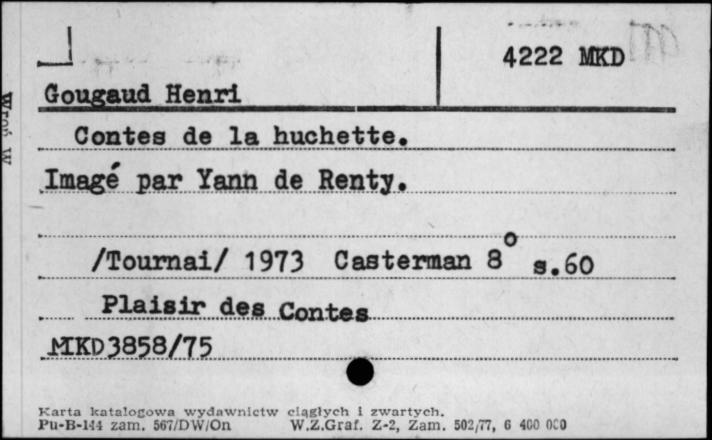 4222 MKD
Gougaud Henri
Contes de la huchette.
Imagé par Yann de Renty.
/Tournai/ 1973 Casterman 8° s.60
Plaisir des Contes
MKD3858/75
Karta katalogowa wydawnictw ciągłych i zwartych.
Pu-B-144 zam. 567/DW/On W.Z.Graf. Z-2, Zam. 502/77, 6 400 000